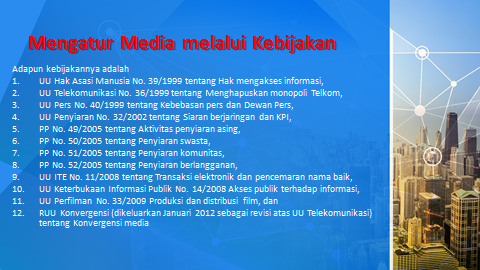 Mengatur Media melalui Kebijakan
Adapun kebijakannya adalah
1. UU Hak Asasi Manusia No. 39/1999 tentang Hak mengakses informasi,
2. UU Telekomunikasi No. 36/1999 tentang Menghapuskan monopoli Telkom,
3. UU Pers No. 40/1999 tentang Kebebasan pers dan Dewan Pers,
4. UU Penyiaran No. 32/2002 tentang Siaran berjaringan dan KPI,
5. PP No. 49/2005 tentang Aktivitas penyiaran asing,
6. PP No. 50/2005 tentang Penyiaran swasta,
7. PP No. 51/2005 tentang Penyiaran komunitas,
8. PP No. 52/2005 tentang Penyiaran berlangganan,
9. UU ITE No. 11/2008 tentang Transaksi elektronik dan pencemaran nama baik,
10. UU Keterbukaan Informasi Publik No. 14/2008 Akses publik terhadap informasi,
11. UU Perfilman No. 33/2009 Produksi dan distribusi film, dan
12. RUU Konvergensi (dikeluarkan Januari 2012 sebagai revisi atas UU Telekomunikasi)
tentang Konvergensi media